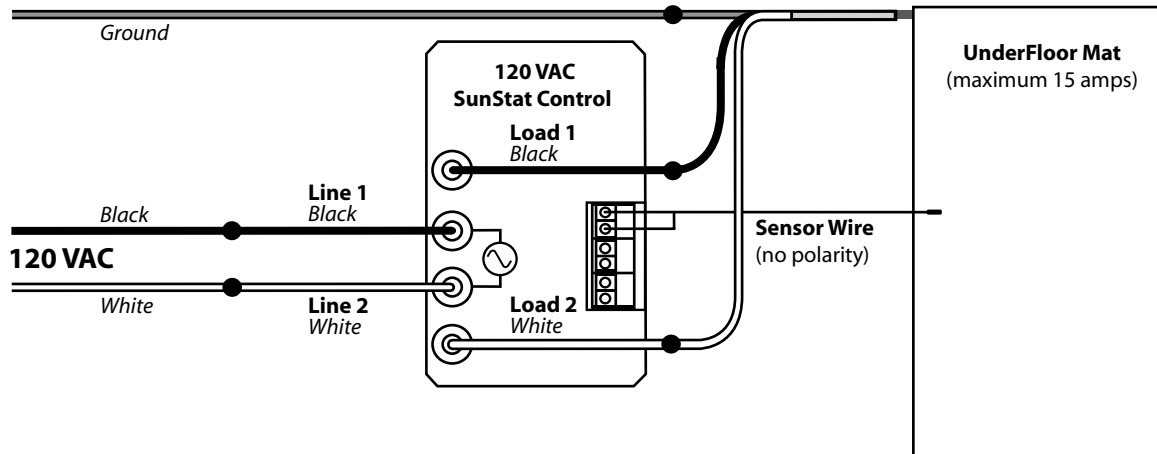 Ground
120 VAC
SunStat Control
UnderFloor Mat
(maximum 15 amps)
Load 1
Black
Line 1
Black
Black
120 VAC
Sensor Wire
(no polarity)
White
Line 2
White
Load 2
White